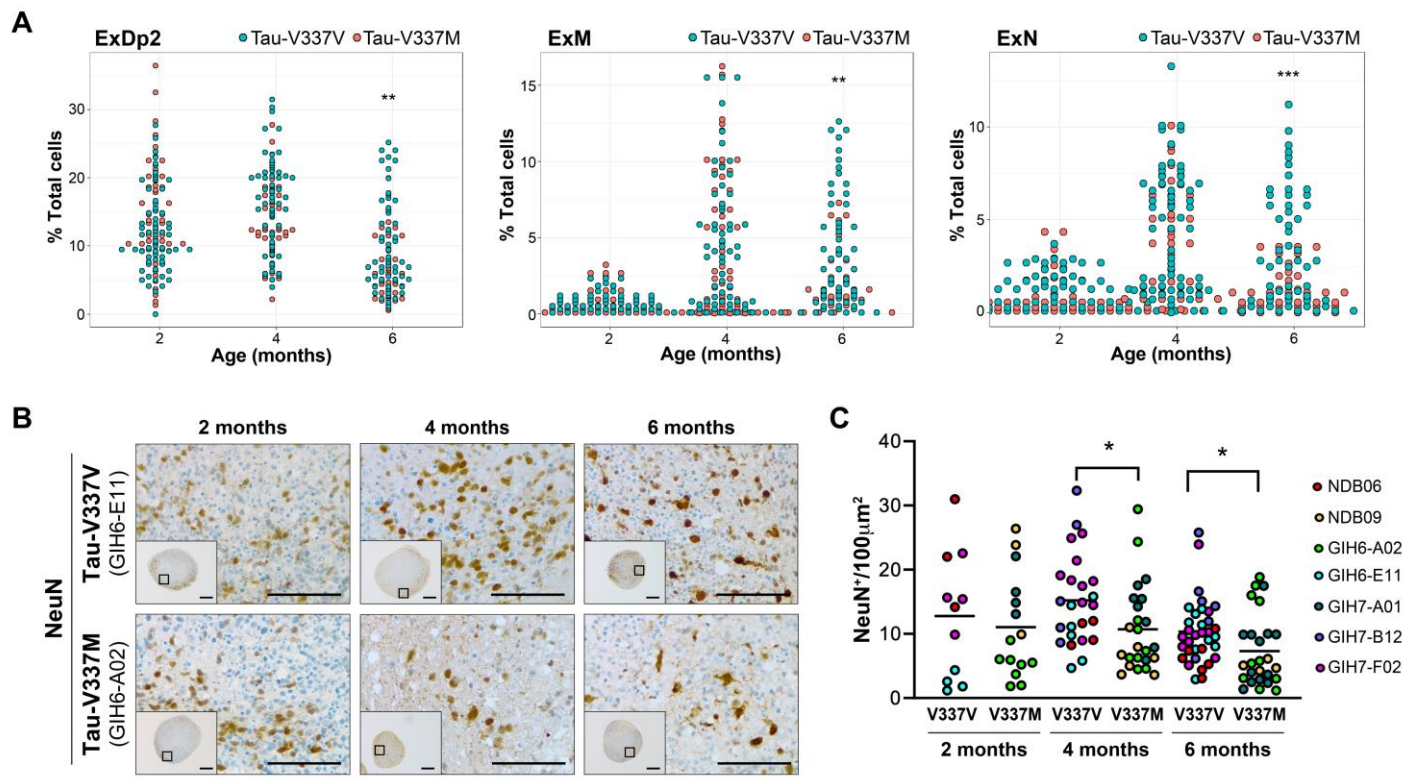 A
ExDp2
Tau-V337V Tau-V337M
% Total cells
30
20
10
0
2 4 6
Age (months)
**
ExM
Tau-V337V Tau-V337M
% Total cells
15
10
5
0
2 4 6
Age (months)
**
ExN
Tau-V337V Tau-V337M
% Total cells
10
5
0
2 4 6
Age (months)
***
B
2 months 4 months 6 months
NeuN
Tau-V337V
(GIH6-E11)
Tau-V337M
(GIH6-A02)
C
NeuN⁺/100µm²
40
30
20
10
0
* *
V337V V337M V337V V337M V337V V337M
2 months 4 months 6 months
NDB06
NDB09
GIH6-A02
GIH6-E11
GIH7-A01
GIH7-B12
GIH7-F02